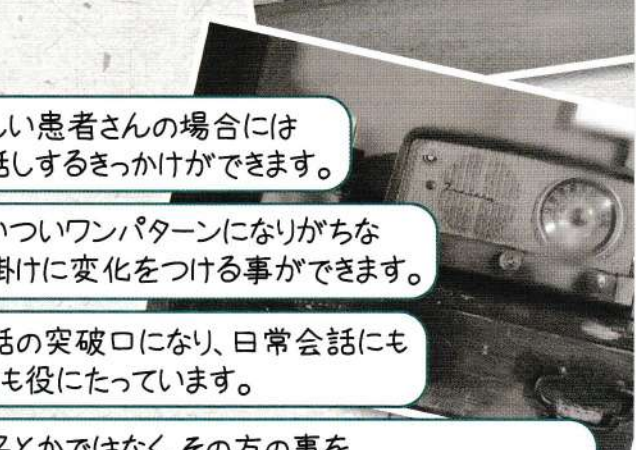 しい患者さんの場合には
話しするきっかけができます。
いついワンパターンになりがちな
掛けに変化をつける事ができます。
話の突破口になり、日常会話にも
も役にたっています。
とかではなく、その方の事を